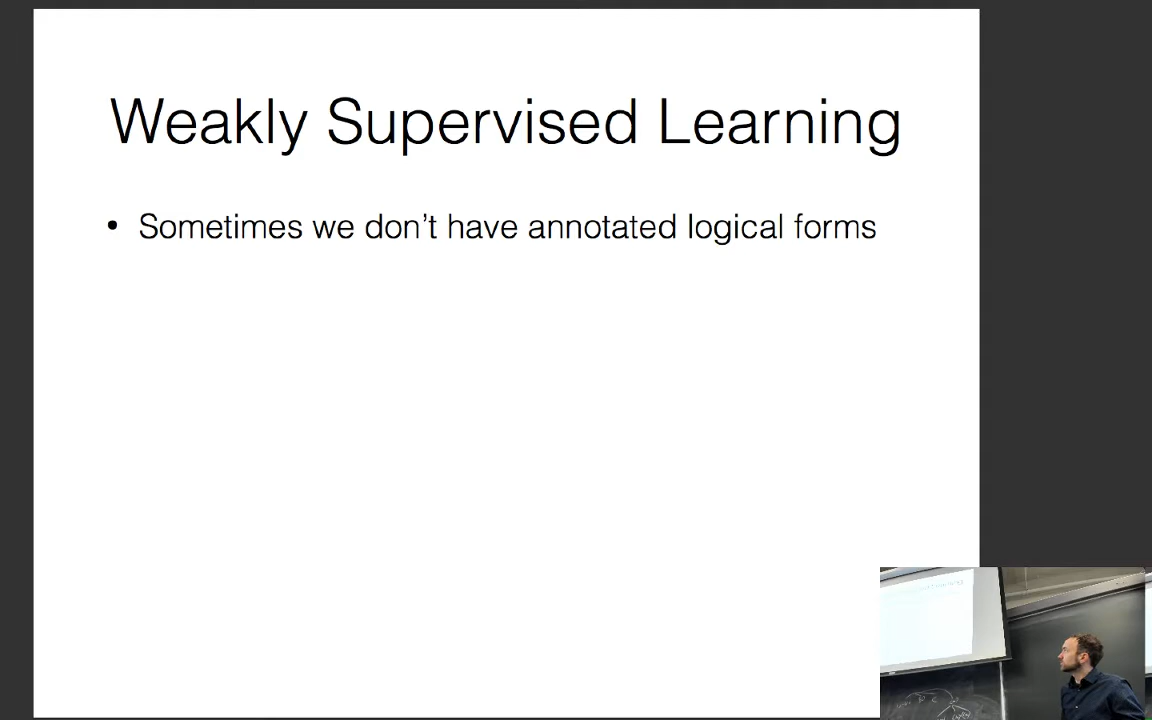 Weakly Supervised Learning
• Sometimes we don’t have annotated logical forms